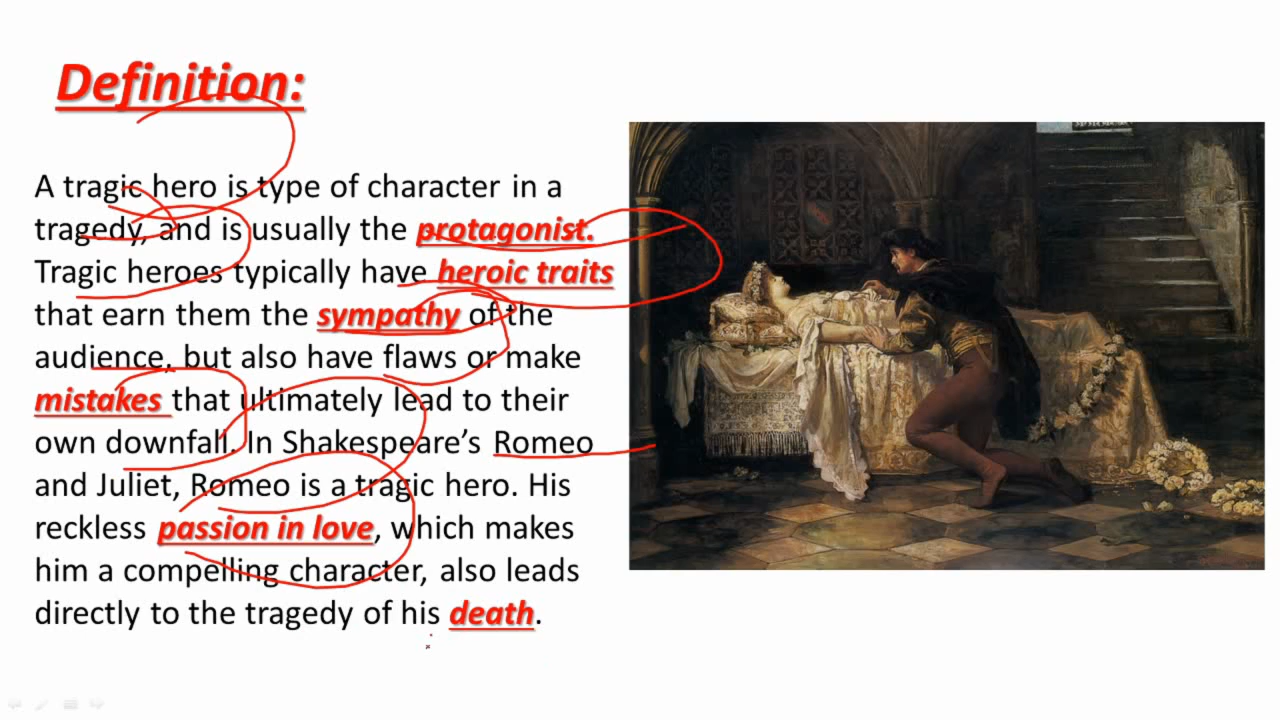 Definition:
A tragic hero is type of character in a
tragedy, and is usually the protagonist.
Tragic heroes typically have heroic traits
that earn them the sympathy of the
audience, but also have flaws or make
mistakes that ultimately lead to their
own downfall. In Shakespeare’s Romeo
and Juliet, Romeo is a tragic hero. His
reckless passion in love, which makes
him a compelling character, also leads
directly to the tragedy of his death.